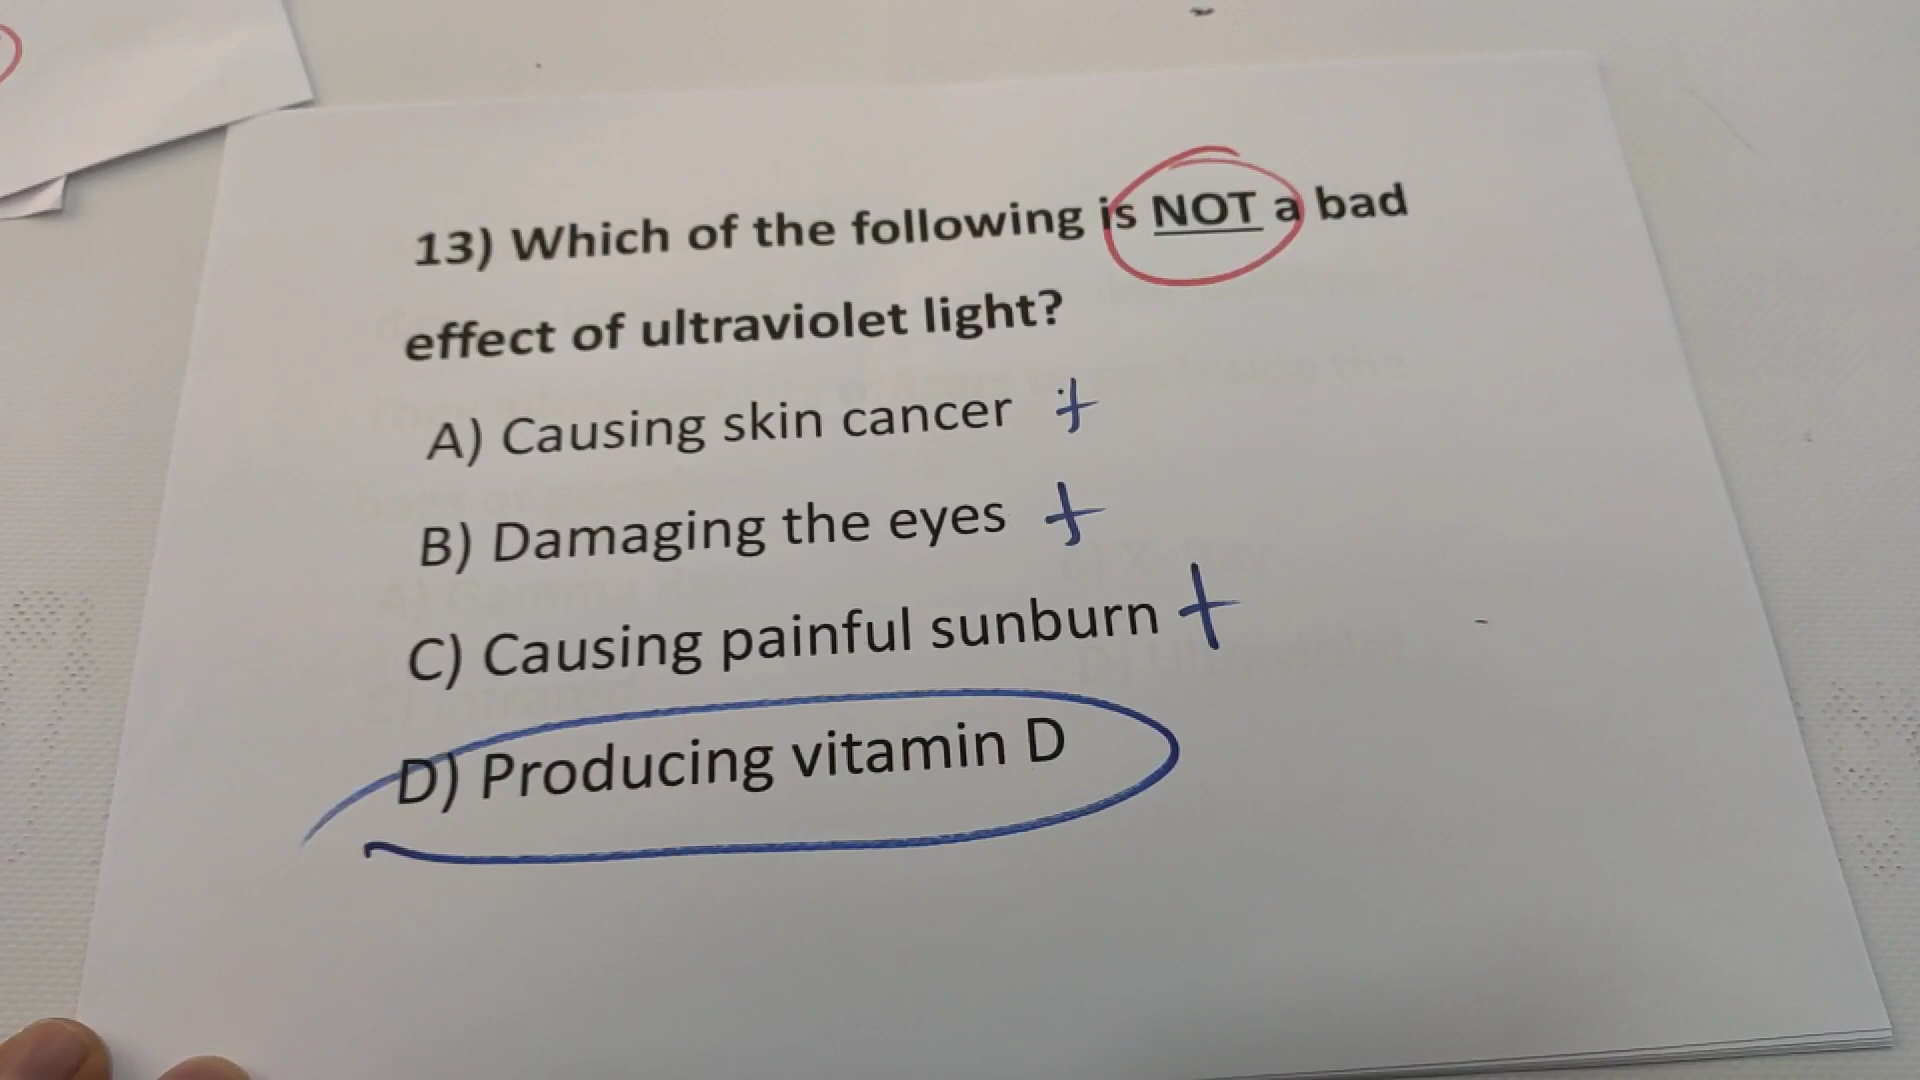 13) Which of the following is NOT a bad
effect of ultraviolet light?
A) Causing skin cancer +
B) Damaging the eyes +
C) Causing painful sunburn +
D) Producing vitamin D